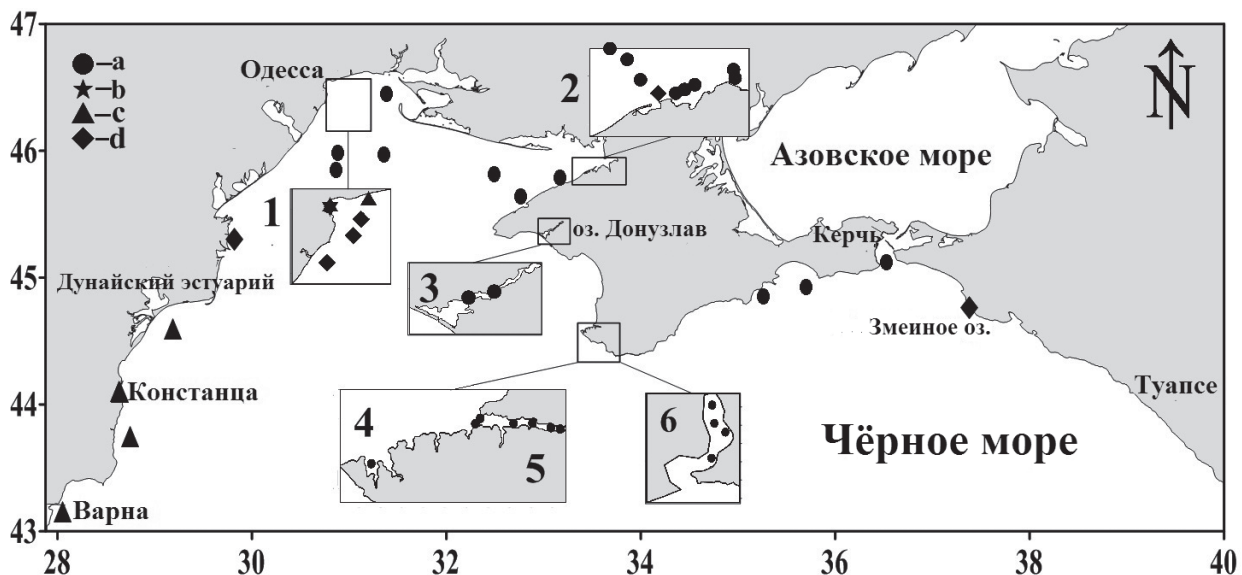 47
–a
Одесса
2
–b
–c
N
–d
46
Азовское море
1
оз. Донузлав
Керчь
45
Дунайский эстуарий
3
Змеиное оз.
Туапсе
44
Констанца
4
6
Чёрное море
5
Варна
43
28
30
32
34
36
38
40